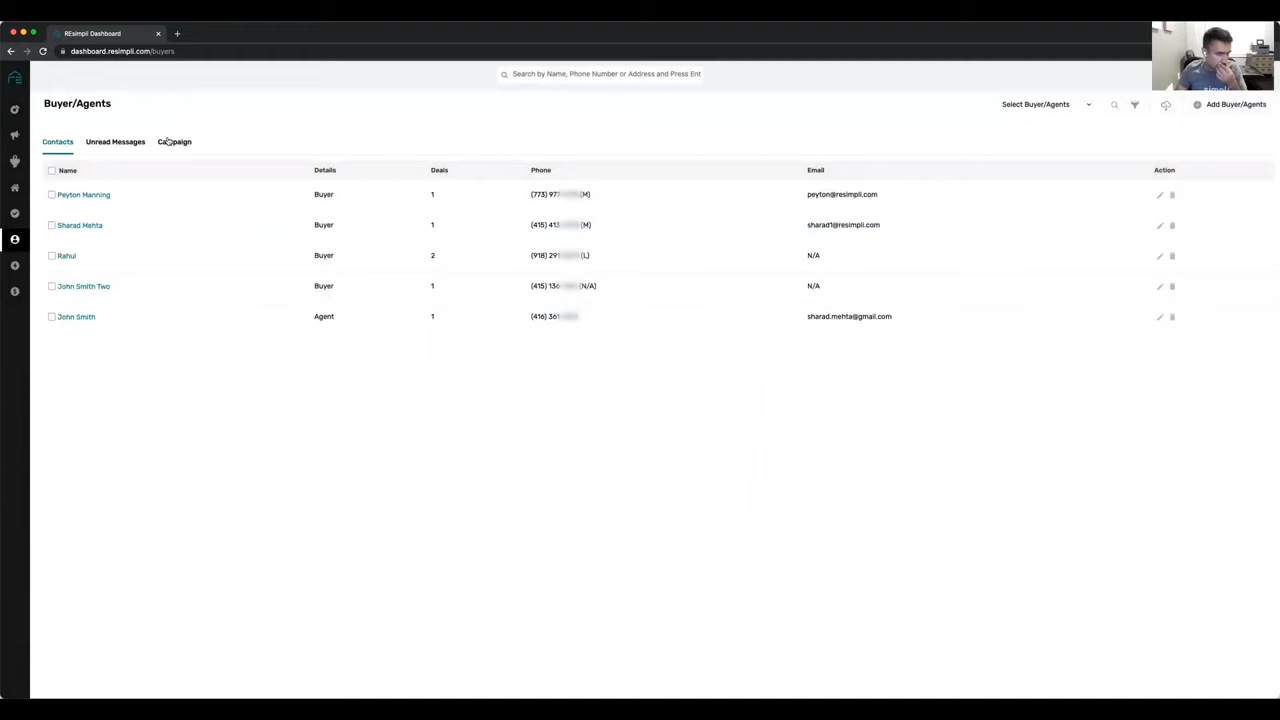 REsimpli Dashboard
dashboard.resimpli.com/buyers
Search by Name, Phone Number or Address and Press Ent
Buyer/Agents
Select Buyer/Agents
Add Buyer/Agents
Contacts Unread Messages Campaign
Name Details Deals Phone Email Action
Peyton Manning Buyer 1 (773) 977 (M) peyton@resimpli.com
Sharad Mehta Buyer 1 (415) 413 (M) sharad1@resimpli.com
Rahul Buyer 2 (918) 291 (L) N/A
John Smith Two Buyer 1 (415) 136 (N/A) N/A
John Smith Agent 1 (416) 361 sharad.mehta@gmail.com